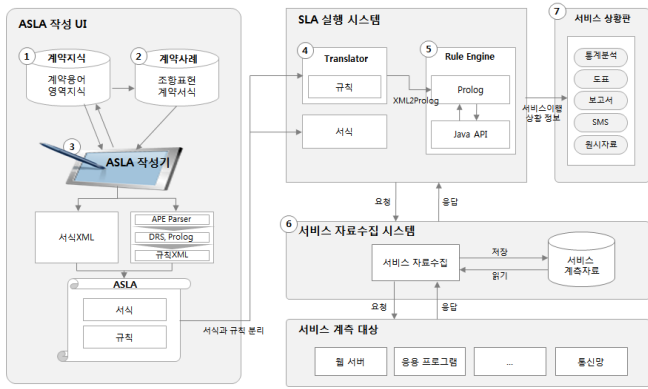 ASLA 작성 UI
1
계약지식
계약용어
영역지식
2
계약사례
조항표현
계약서식
3
ASLA 작성기
서식XML
APE Parser
DRS, Prolog
규칙XML
ASLA
서식
규칙
서식과 규칙 분리
SLA 실행 시스템
4
Translator
규칙
서식
XML2Prolog
5
Rule Engine
Prolog
Java API
서비스이행
상황 정보
7
서비스 상황판
통계분석
도표
보고서
SMS
원시자료
요청
응답
6
서비스 자료수집 시스템
서비스 자료수집
저장
읽기
서비스
계측자료
요청
응답
서비스 계측 대상
웹 서버
응용 프로그램
...
통신망